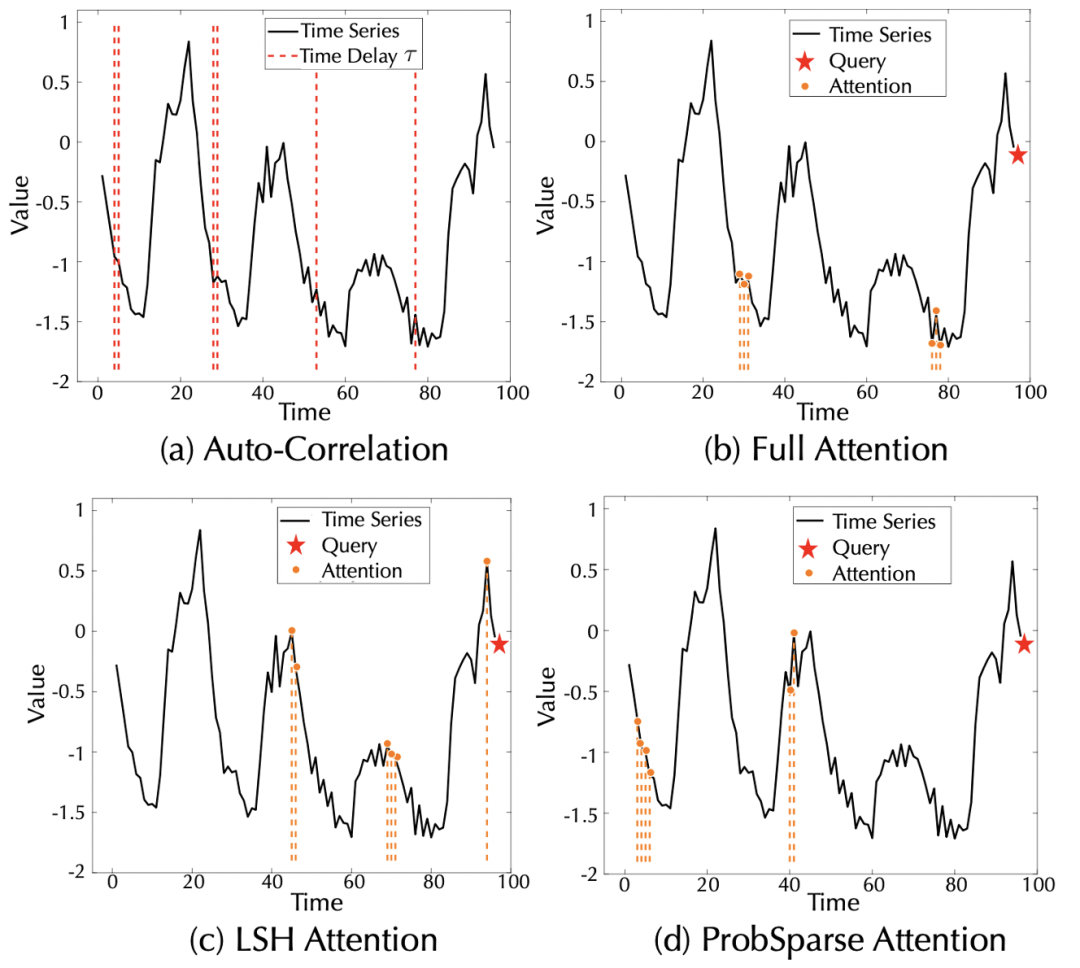 1
Time Series
Time Delay τ
0.5
0
-0.5
-1
-1.5
-2
Value
0 20 40 60 80 100
Time
(a) Auto-Correlation
1
Time Series
Query
Attention
0.5
0
-0.5
-1
-1.5
-2
Value
0 20 40 60 80 100
Time
(b) Full Attention
1
Time Series
Query
Attention
0.5
0
-0.5
-1
-1.5
-2
Value
0 20 40 60 80 100
Time
(c) LSH Attention
1
Time Series
Query
Attention
0.5
0
-0.5
-1
-1.5
-2
Value
0 20 40 60 80 100
Time
(d) ProbSparse Attention